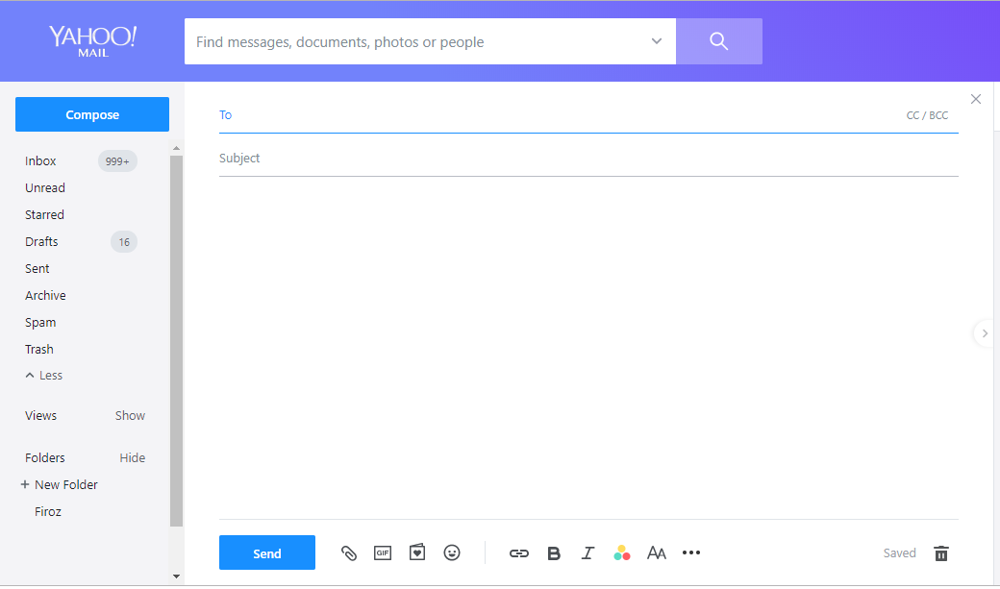 YAHOO!
MAIL
Find messages, documents, photos or people
Compose
Inbox 999+
Unread
Starred
Drafts 16
Sent
Archive
Spam
Trash
Less
Views Show
Folders Hide
+ New Folder
Firoz
To CC / BCC
Subject
Send GIF B I AA Saved